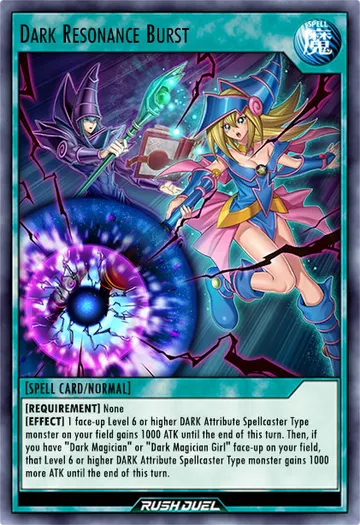 DARK RESONANCE BURST
SPELL
魔
[SPELL CARD/NORMAL]
[REQUIREMENT] None
[EFFECT] 1 face-up Level 6 or higher DARK Attribute Spellcaster Type
monster on your field gains 1000 ATK until the end of this turn. Then, if
you have "Dark Magician" or "Dark Magician Girl" face-up on your field,
that Level 6 or higher DARK Attribute Spellcaster Type monster gains 1000
more ATK until the end of this turn.
RUSH DUEL